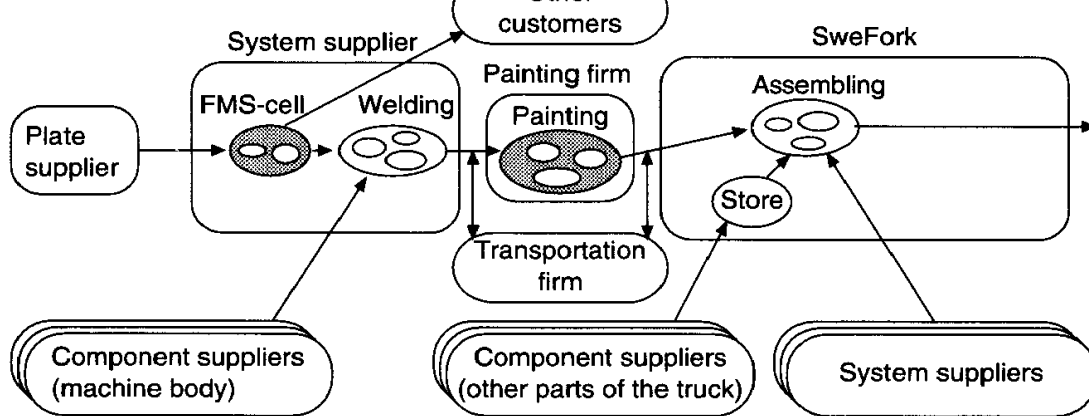 Other
customers
System supplier
SweFork
Painting firm
FMS-cell
Welding
Painting
Assembling
Plate
supplier
Store
Transportation
firm
Component suppliers
(machine body)
Component suppliers
(other parts of the truck)
System suppliers